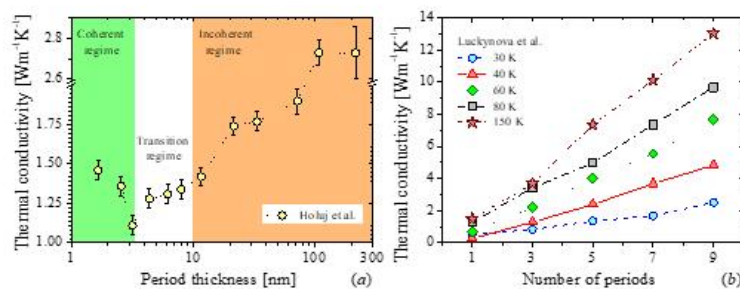 Coherent
regime
Incoherent
regime
Transition
regime
Holuj et al.
Thermal conductivity [Wm⁻¹K⁻¹]
2.8
2.6
1.75
1.50
1.25
1.00
1
10
100
300
Period thickness [nm]
(a)
Thermal conductivity [Wm⁻¹K⁻¹]
14
12
10
8
6
4
2
0
Luckynova et al.
30 K
40 K
60 K
80 K
150 K
1
3
5
7
9
Number of periods
(b)